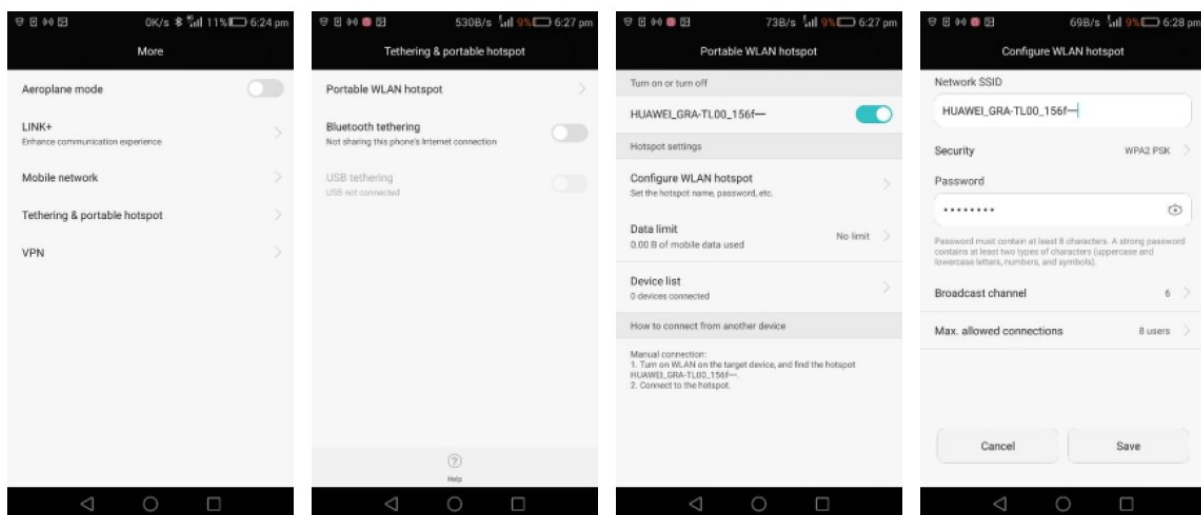 0K/s 11% 6:24 pm
More
Aeroplane mode
LINK+
Enhance communication experience
Mobile network
Tethering & portable hotspot
VPN
530B/s 9% 6:27 pm
Tethering & portable hotspot
Portable WLAN hotspot
Bluetooth tethering
Not sharing this phone's Internet connection
USB tethering
USB not connected
Help
73B/s 9% 6:27 pm
Portable WLAN hotspot
Turn on or turn off
HUAWEI_GRA-TL00_156f—
Hotspot settings
Configure WLAN hotspot
Set the hotspot name, password, etc.
Data limit
0.00 B of mobile data used
No limit
Device list
0 devices connected
How to connect from another device
Manual connection:
1. Turn on WLAN on the target device, and find the hotspot
HUAWEI_GRA-TL00_156f—.
2. Connect to the hotspot.
69B/s 9% 6:28 pm
Configure WLAN hotspot
Network SSID
HUAWEI_GRA-TL00_156f—
Security WPA2 PSK
Password
••••••••
Password must contain at least 8 characters. A strong password
contains at least two types of characters (uppercase and
lowercase letters, numbers, and symbols).
Broadcast channel 6
Max. allowed connections 8 users
Cancel Save